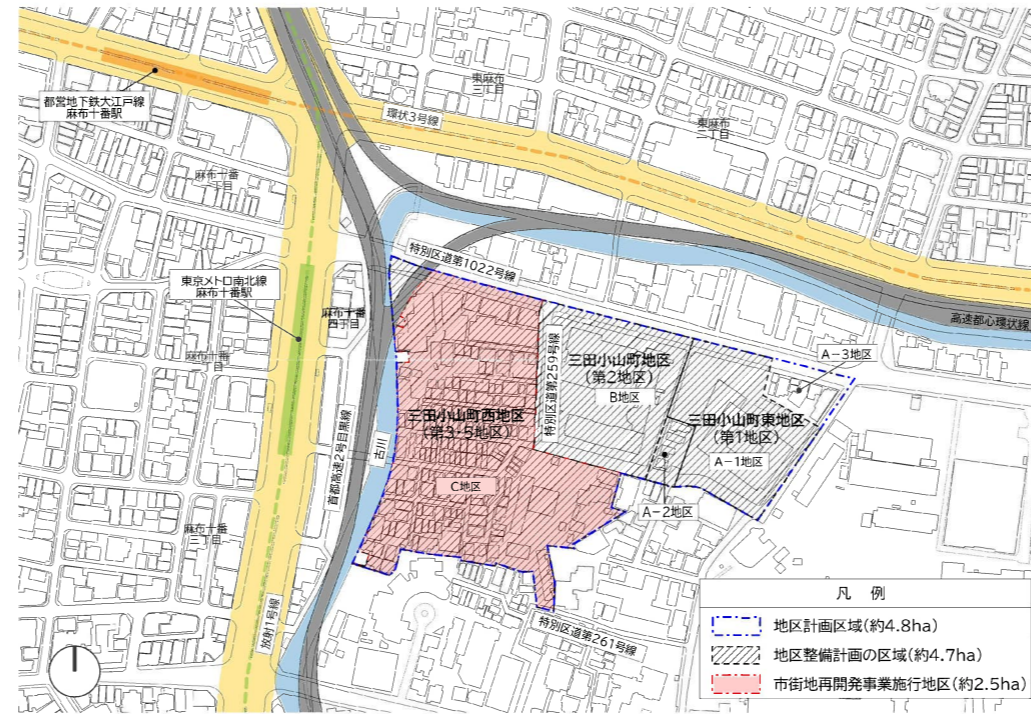 都営地下鉄大江戸線
麻布十番駅
東麻布
三丁目
環状3号線
東麻布
二丁目
麻布十番
特別区道第1022号線
東京メトロ南北線
麻布十番駅
麻布十番
四丁目
高速都心環状線
A-3地区
三田小山町地区
(第2地区)
B地区
特別区道第259号線
麻布十番
二丁目
三田小山町西地区
(第3・5地区)
三田小山町東地区
(第1地区)
A-1地区
首都高速2号目黒線
古川
C地区
A-2地区
麻布十番
三丁目
放射1号線
特別区道第261号線
凡 例
地区計画区域(約4.8ha)
地区整備計画の区域(約4.7ha)
市街地再開発事業施行地区(約2.5ha)